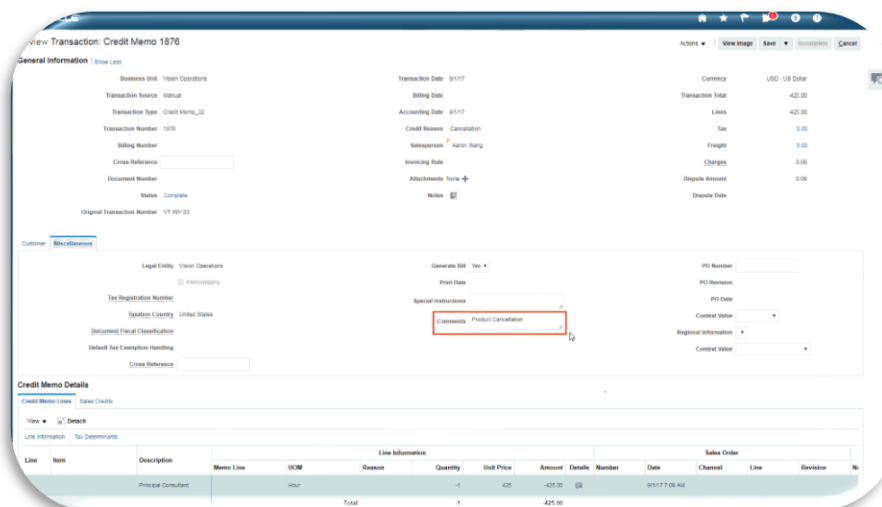 View Transaction: Credit Memo 1876
Actions View Image Save Incomplete Cancel
General Information Show Less
Business Unit Vision Operations Transaction Date 9/1/17 Currency USD - US Dollar
Transaction Source Manual Billing Date Transaction Total -425.00
Transaction Type Credit Memo_32 Accounting Date 9/1/17 Lines -425.00
Transaction Number 1876 Credit Reason Cancellation Tax 0.00
Billing Number Salesperson Aaron Wang Freight 0.00
Cross Reference Invoicing Rule Charges 0.00
Document Number Attachments None Dispute Amount 0.00
Status Complete Notes Dispute Date
Original Transaction Number VT INV 03
Customer Miscellaneous
Legal Entity Vision Operations Generate Bill Yes PO Number
Intercompany Print Date PO Revision
Tax Registration Number Special Instructions PO Date
Taxation Country United States Comments Product Cancellation Context Value
Document Fiscal Classification Regional Information
Default Tax Exemption Handling Context Value
Cross Reference
Credit Memo Details
Credit Memo Lines Sales Credits
View Detach
Line Information Tax Determinants
Line Information Sales Order
Line Item Description Memo Line UOM Reason Quantity Unit Price Amount Details Number Date Channel Line Revision
Principal Consultant Hour -1 425 -425.00 9/1/17 7:08 AM
Total -1 -425.00